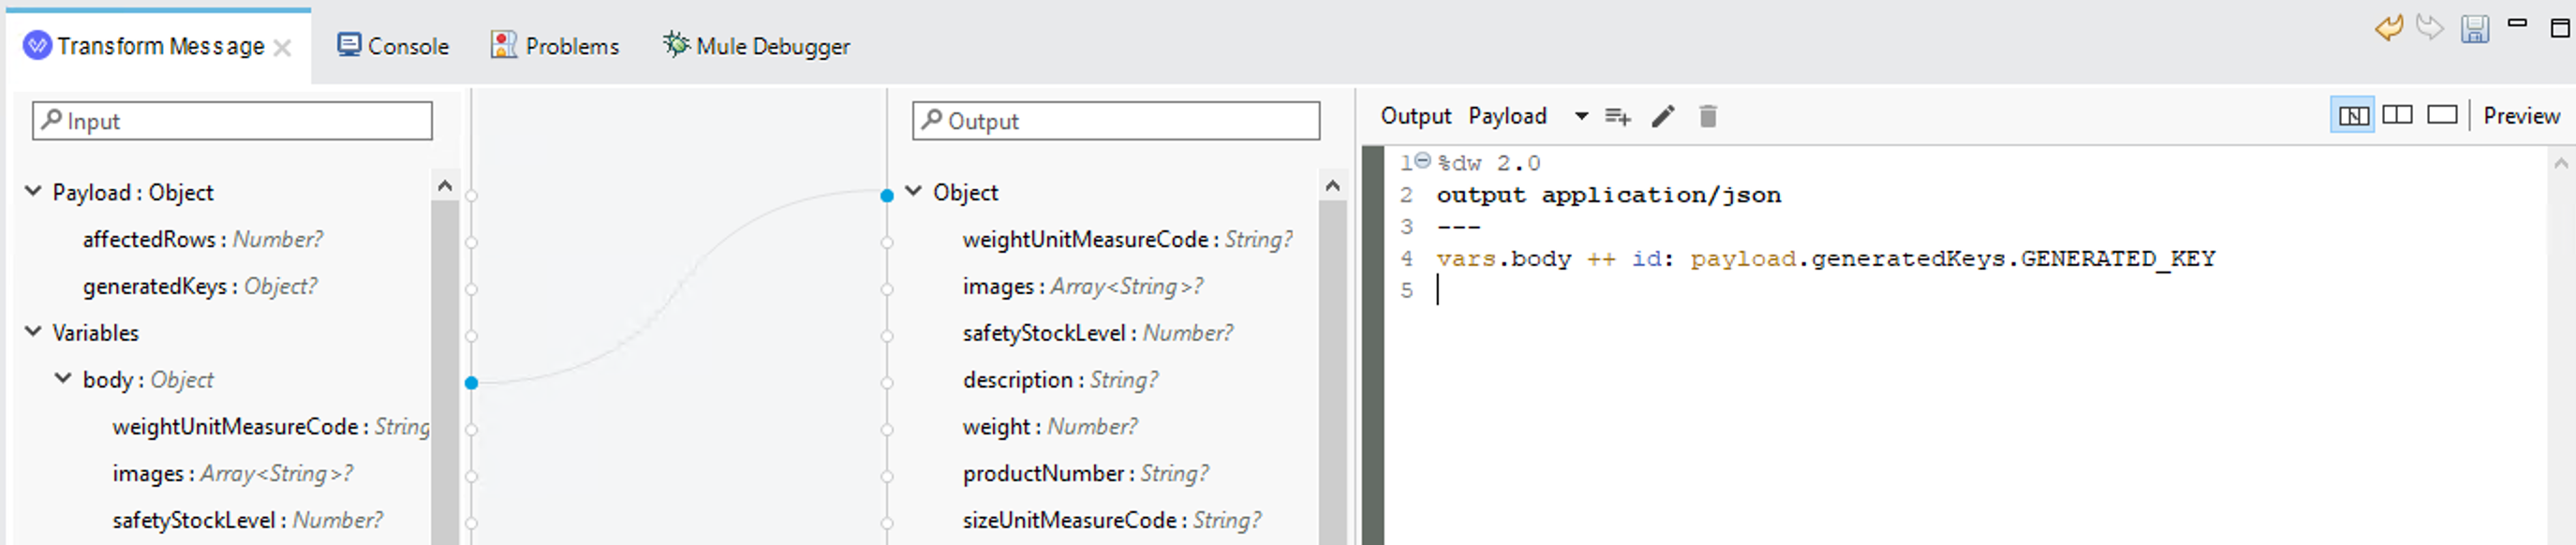 Transform Message Console Problems Mule Debugger
Input
Payload : Object
affectedRows : Number?
generatedKeys : Object?
Variables
body : Object
weightUnitMeasureCode : String
images : Array<String>?
safetyStockLevel : Number?
Output
Object
weightUnitMeasureCode : String?
images : Array<String>?
safetyStockLevel : Number?
description : String?
weight : Number?
productNumber : String?
sizeUnitMeasureCode : String?
Output Payload Preview
1 %dw 2.0
2 output application/json
3 ---
4 vars.body ++ id: payload.generatedKeys.GENERATED_KEY
5